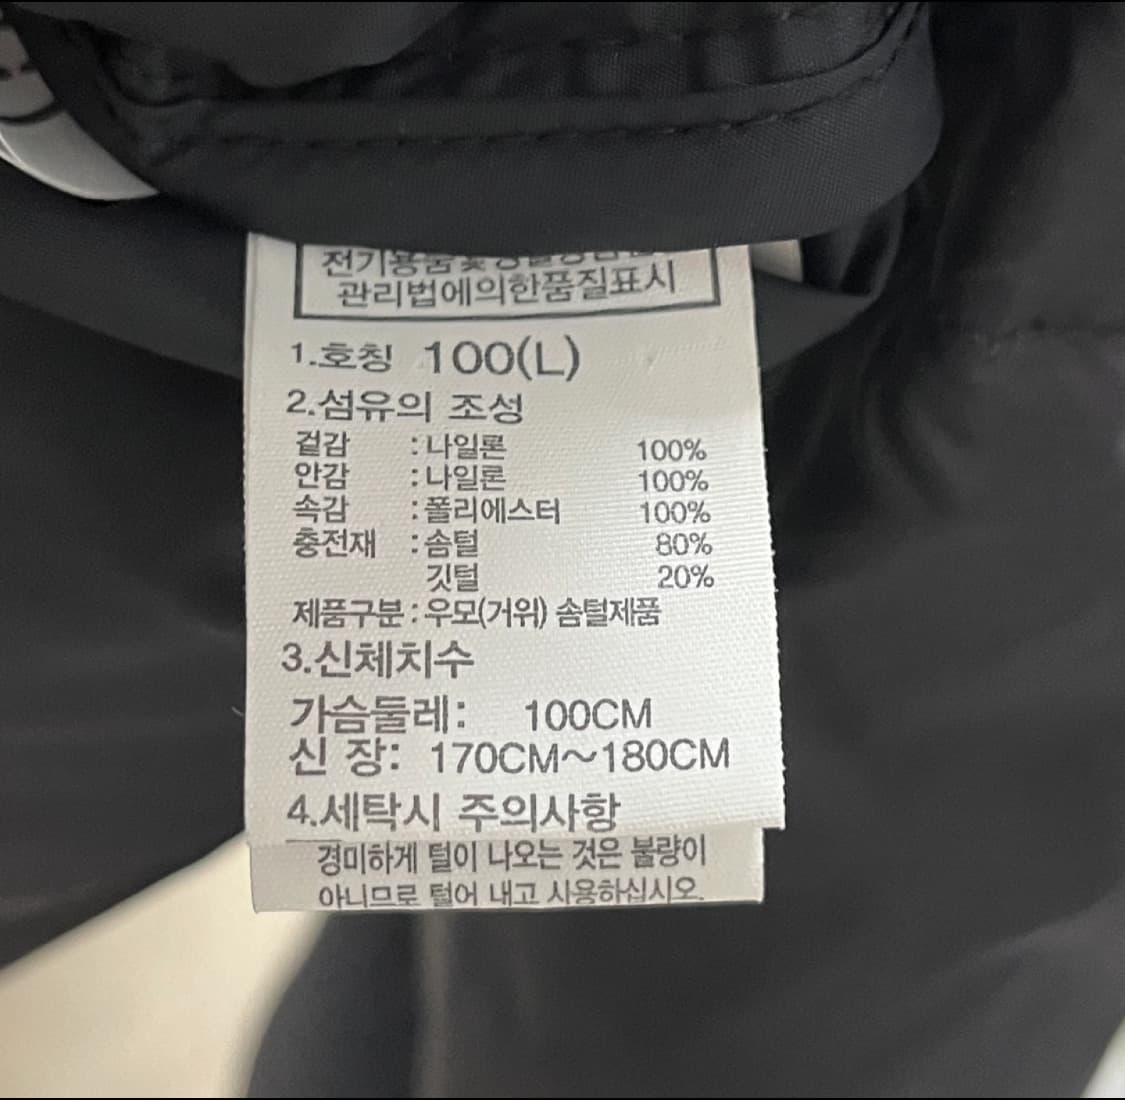 전기용품및
관리법에의한품질표시
1.호칭 100(L)
2.섬유의 조성
겉감 : 나일론 100%
안감 : 나일론 100%
속감 : 폴리에스터 100%
충전재 : 솜털 80%
깃털 20%
제품구분 : 우모(거위) 솜털제품
3.신체치수
가슴둘레: 100CM
신 장: 170CM~180CM
4.세탁시 주의사항
경미하게 털이 나오는 것은 불량이
아니므로 털어 내고 사용하십시오.